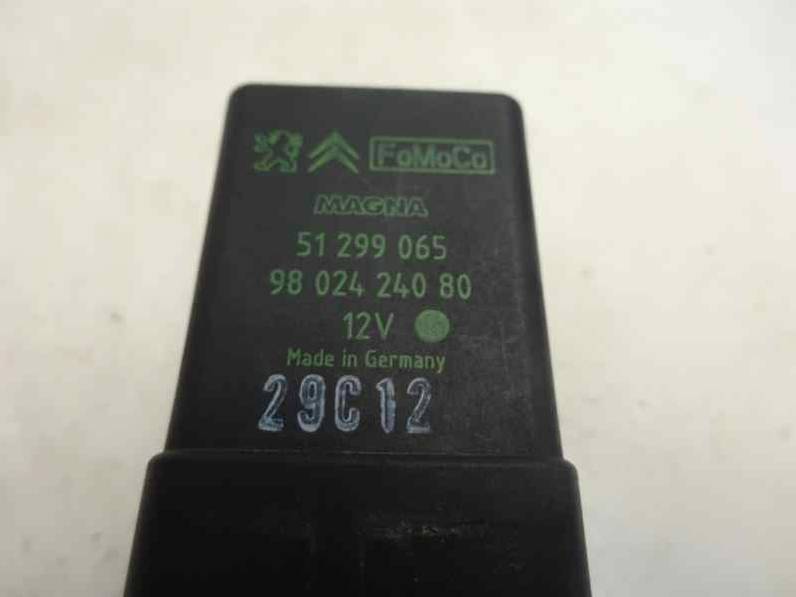 FoMoCo
MAGNA
51 299 065
98 024 240 80
12V
Made in Germany
29C12